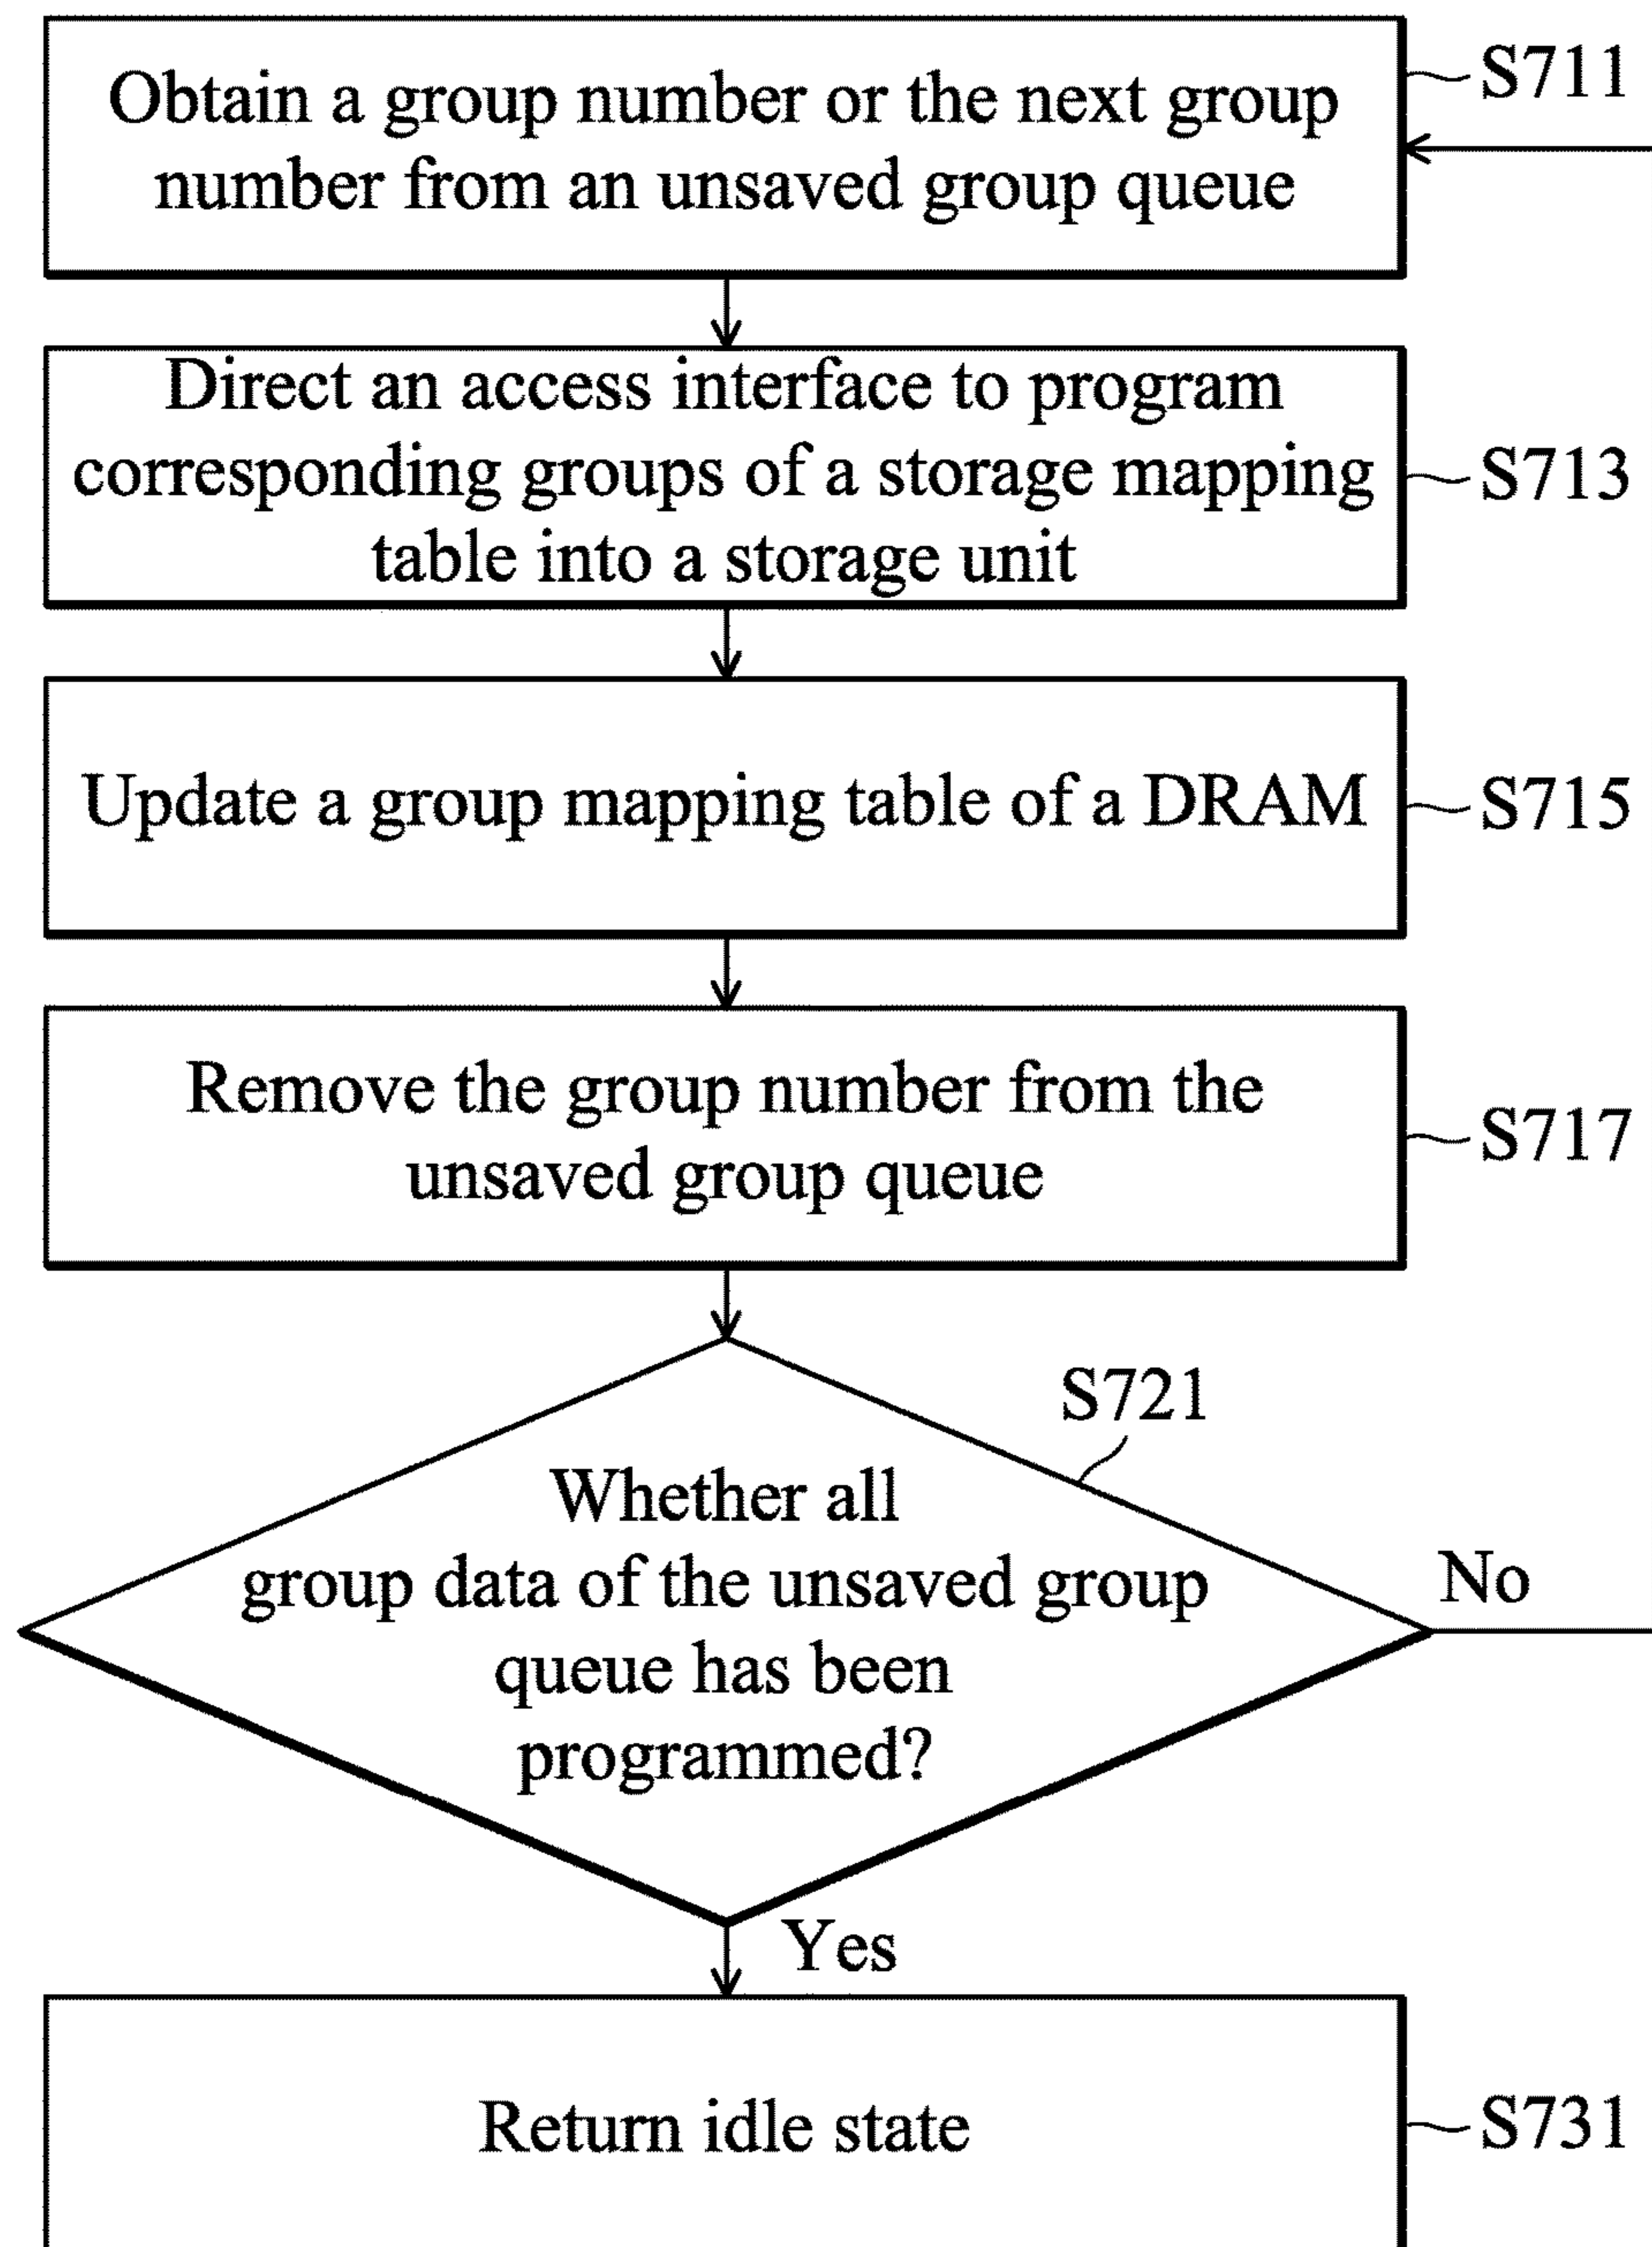 Obtain a group number or the next group
number from an unsaved group queue
S711
Direct an access interface to program
corresponding groups of a storage mapping
table into a storage unit
S713
Update a group mapping table of a DRAM
S715
Remove the group number from the
unsaved group queue
S717
S721
Whether all
group data of the unsaved group
queue has been
programmed?
No
Yes
Return idle state
S731